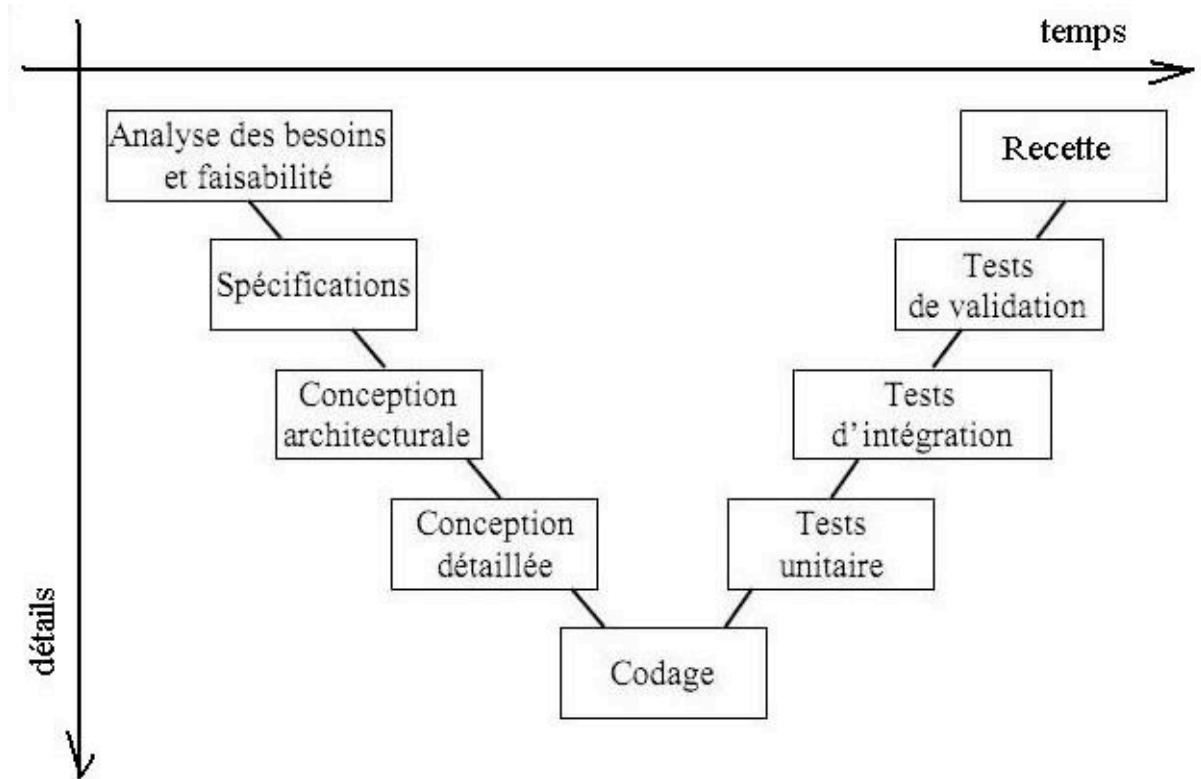 temps
Analyse des besoins
et faisabilité
Recette
Spécifications
Tests
de validation
Conception
architecturale
Tests
d'intégration
Conception
détaillée
Tests
unitaire
Codage
détails